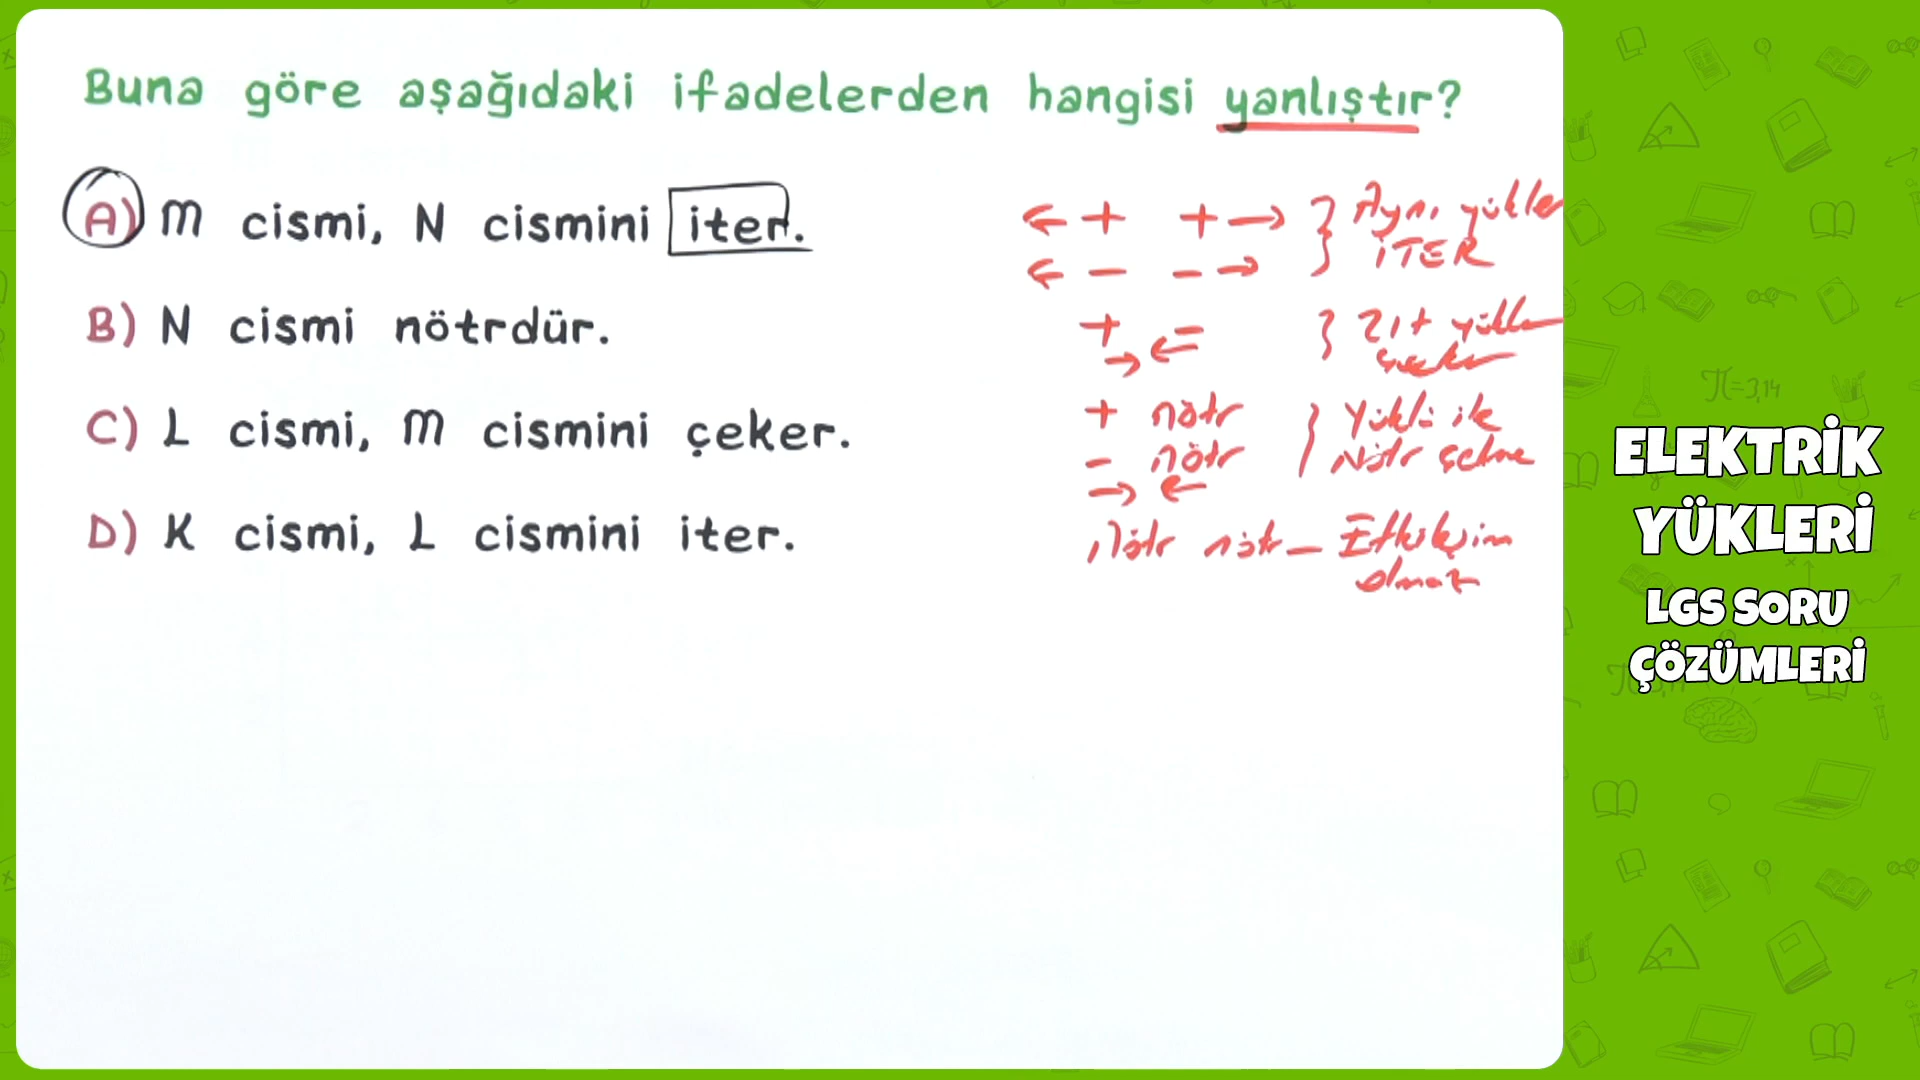 Buna göre aşağıdaki ifadelerden hangisi yanlıştır?
A) M cismi, N cismini iter.
B) N cismi nötrdür.
C) L cismi, M cismini çeker.
D) K cismi, L cismini iter.
← + + → } Aynı yükler
← - - → İTER
+ - } Zıt yükler
→ ← çeker
+ nötr } Yüklü ile
- nötr Nötr çekme
→ ←
Nötr nötr - Etkileşim
olmaz
ELEKTRİK
YÜKLERİ
LGS SORU
ÇÖZÜMLERİ
π=3,14